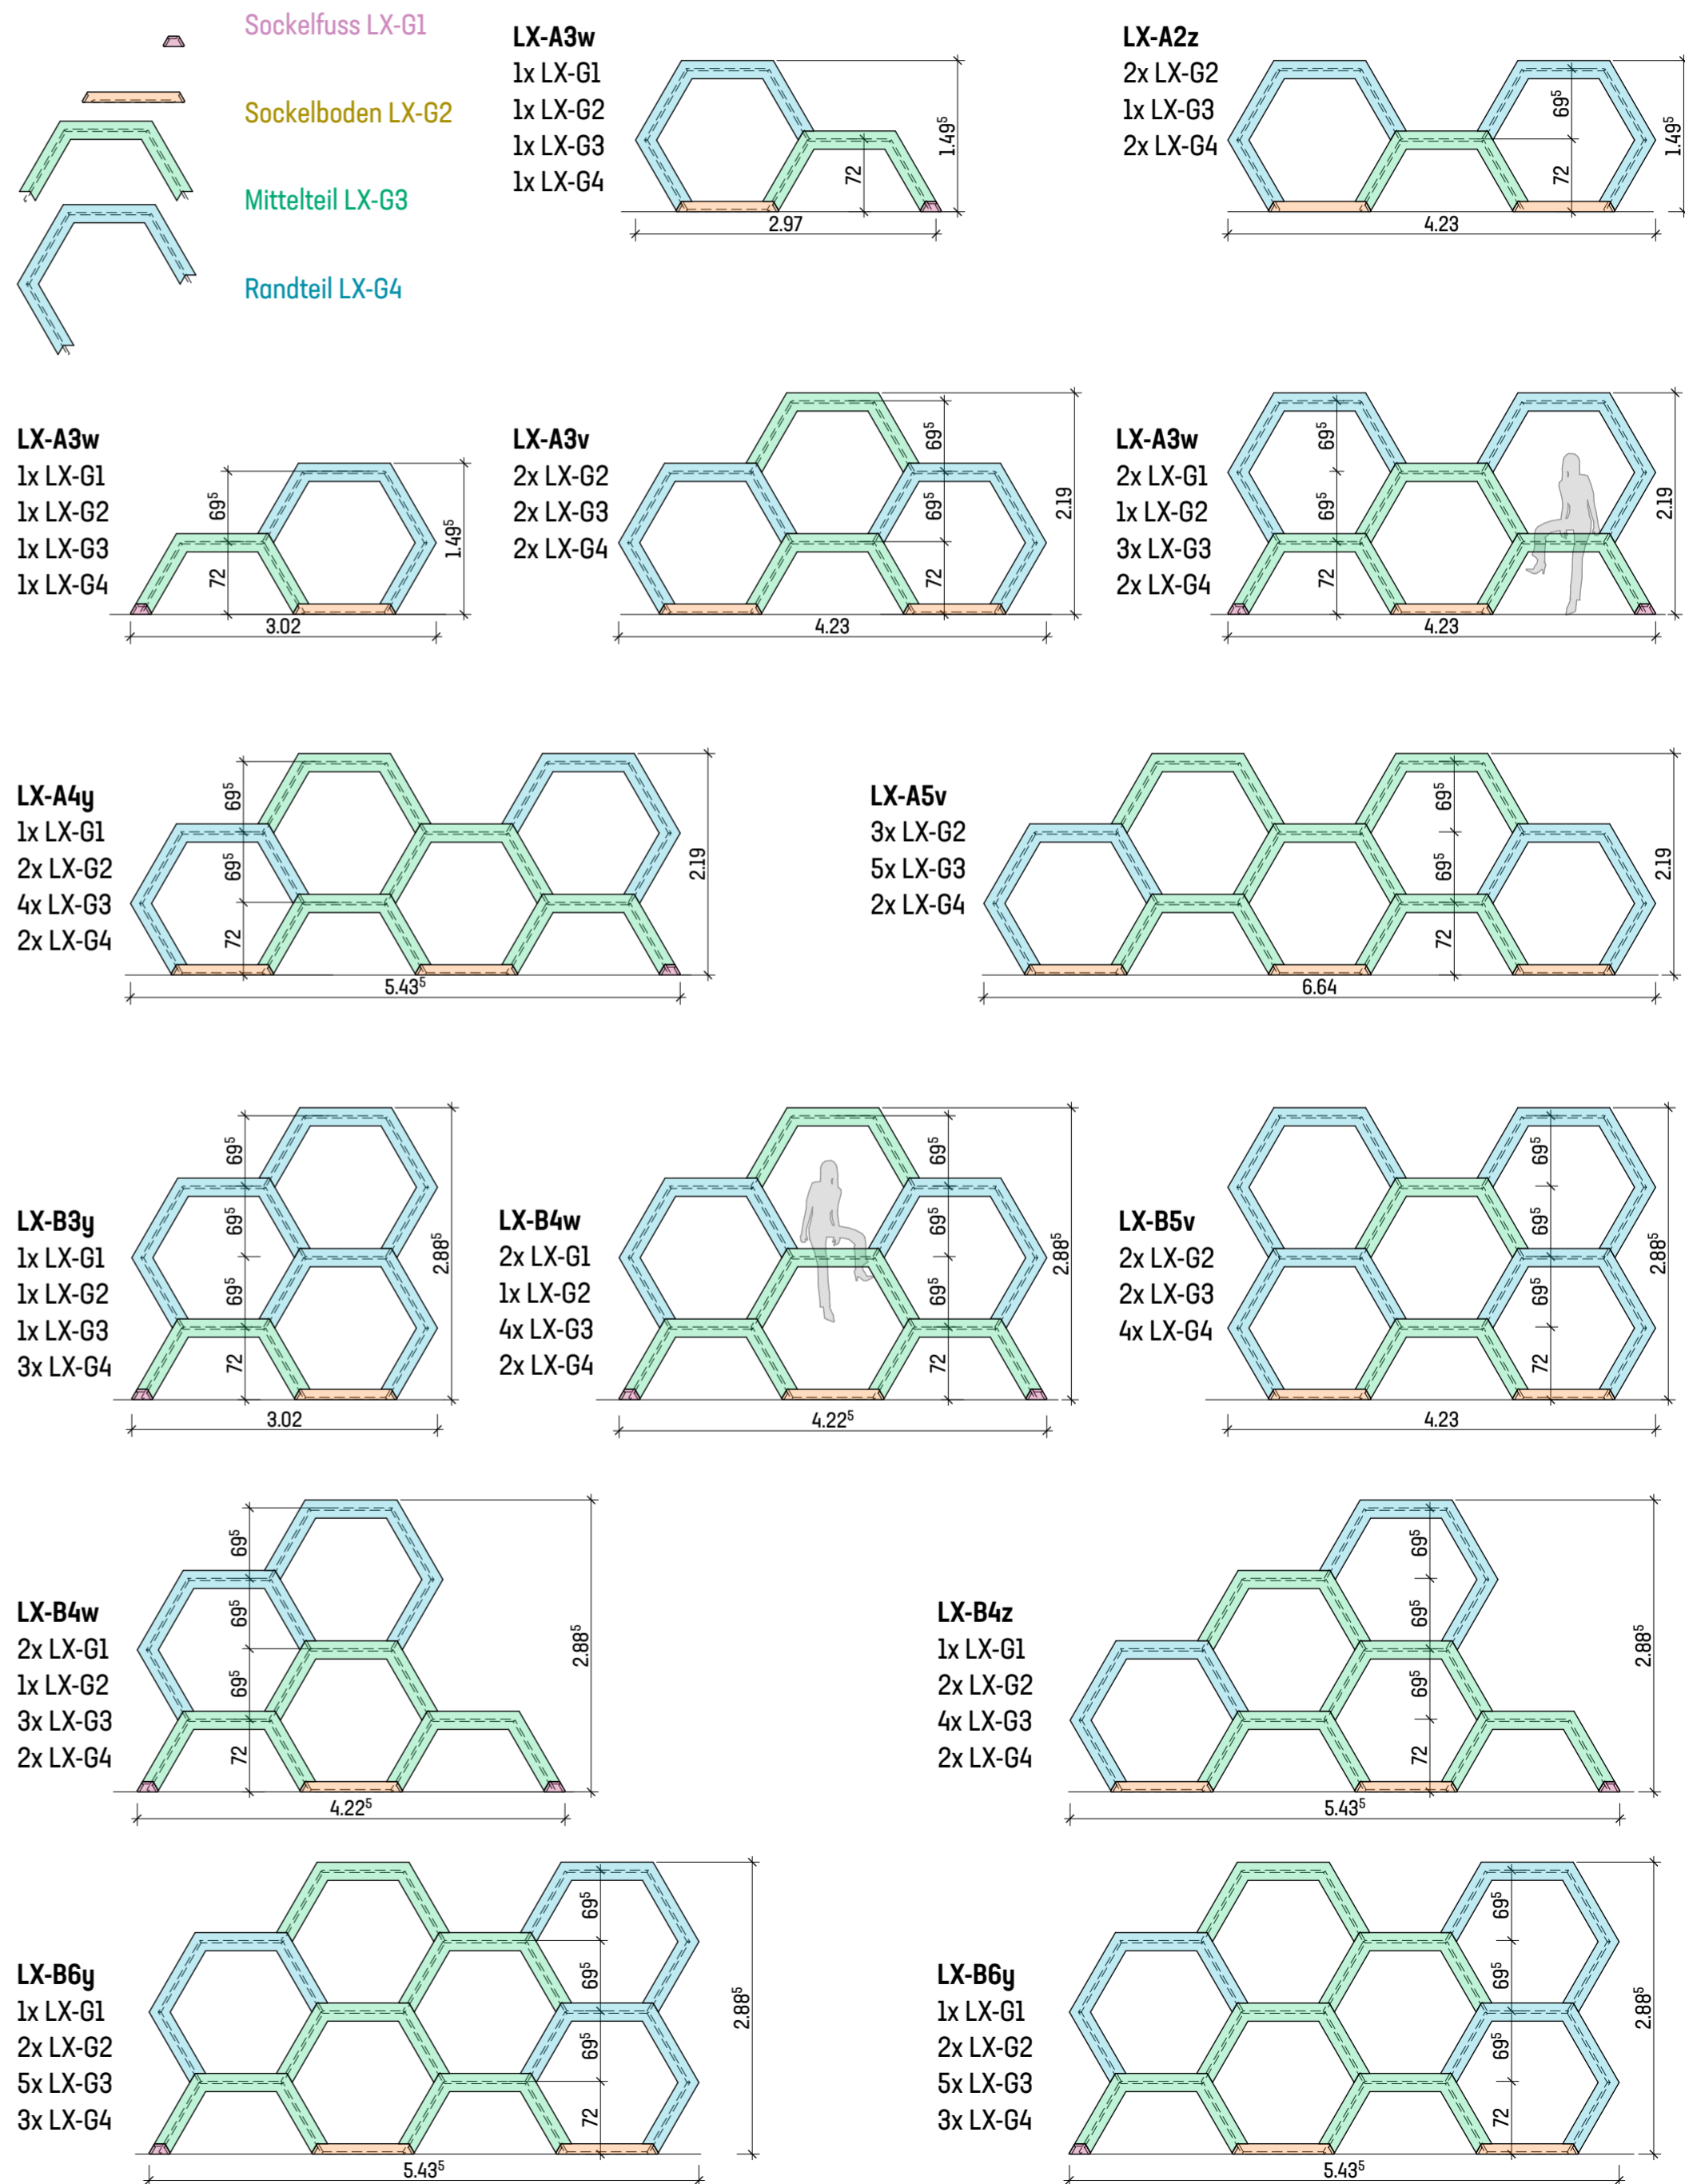 Sockelfuss LX-G1
Sockelboden LX-G2
Mittelteil LX-G3
Randteil LX-G4
LX-A3w
1x LX-G1
1x LX-G2
1x LX-G3
1x LX-G4
72
1.49⁵
2.97
LX-A2z
2x LX-G2
1x LX-G3
2x LX-G4
69⁵
72
1.49⁵
4.23
LX-A3w
1x LX-G1
1x LX-G2
1x LX-G3
1x LX-G4
69⁵
72
1.49⁵
3.02
LX-A3v
2x LX-G2
2x LX-G3
2x LX-G4
69⁵
69⁵
72
2.19
4.23
LX-A3w
2x LX-G1
1x LX-G2
3x LX-G3
2x LX-G4
69⁵
69⁵
72
2.19
4.23
LX-A4y
1x LX-G1
2x LX-G2
4x LX-G3
2x LX-G4
69⁵
69⁵
72
2.19
5.43⁵
LX-A5v
3x LX-G2
5x LX-G3
2x LX-G4
69⁵
69⁵
72
2.19
6.64
LX-B3y
1x LX-G1
1x LX-G2
1x LX-G3
3x LX-G4
69⁵
69⁵
69⁵
72
2.88⁵
3.02
LX-B4w
2x LX-G1
1x LX-G2
4x LX-G3
2x LX-G4
69⁵
69⁵
69⁵
72
2.88⁵
4.22⁵
LX-B5v
2x LX-G2
2x LX-G3
4x LX-G4
69⁵
69⁵
69⁵
72
2.88⁵
4.23
LX-B4w
2x LX-G1
1x LX-G2
3x LX-G3
2x LX-G4
69⁵
69⁵
69⁵
72
2.88⁵
4.22⁵
LX-B4z
1x LX-G1
2x LX-G2
4x LX-G3
2x LX-G4
69⁵
69⁵
69⁵
72
2.88⁵
5.43⁵
LX-B6y
1x LX-G1
2x LX-G2
5x LX-G3
3x LX-G4
69⁵
69⁵
69⁵
72
2.88⁵
5.43⁵
LX-B6y
1x LX-G1
2x LX-G2
5x LX-G3
3x LX-G4
69⁵
69⁵
69⁵
72
2.88⁵
5.43⁵